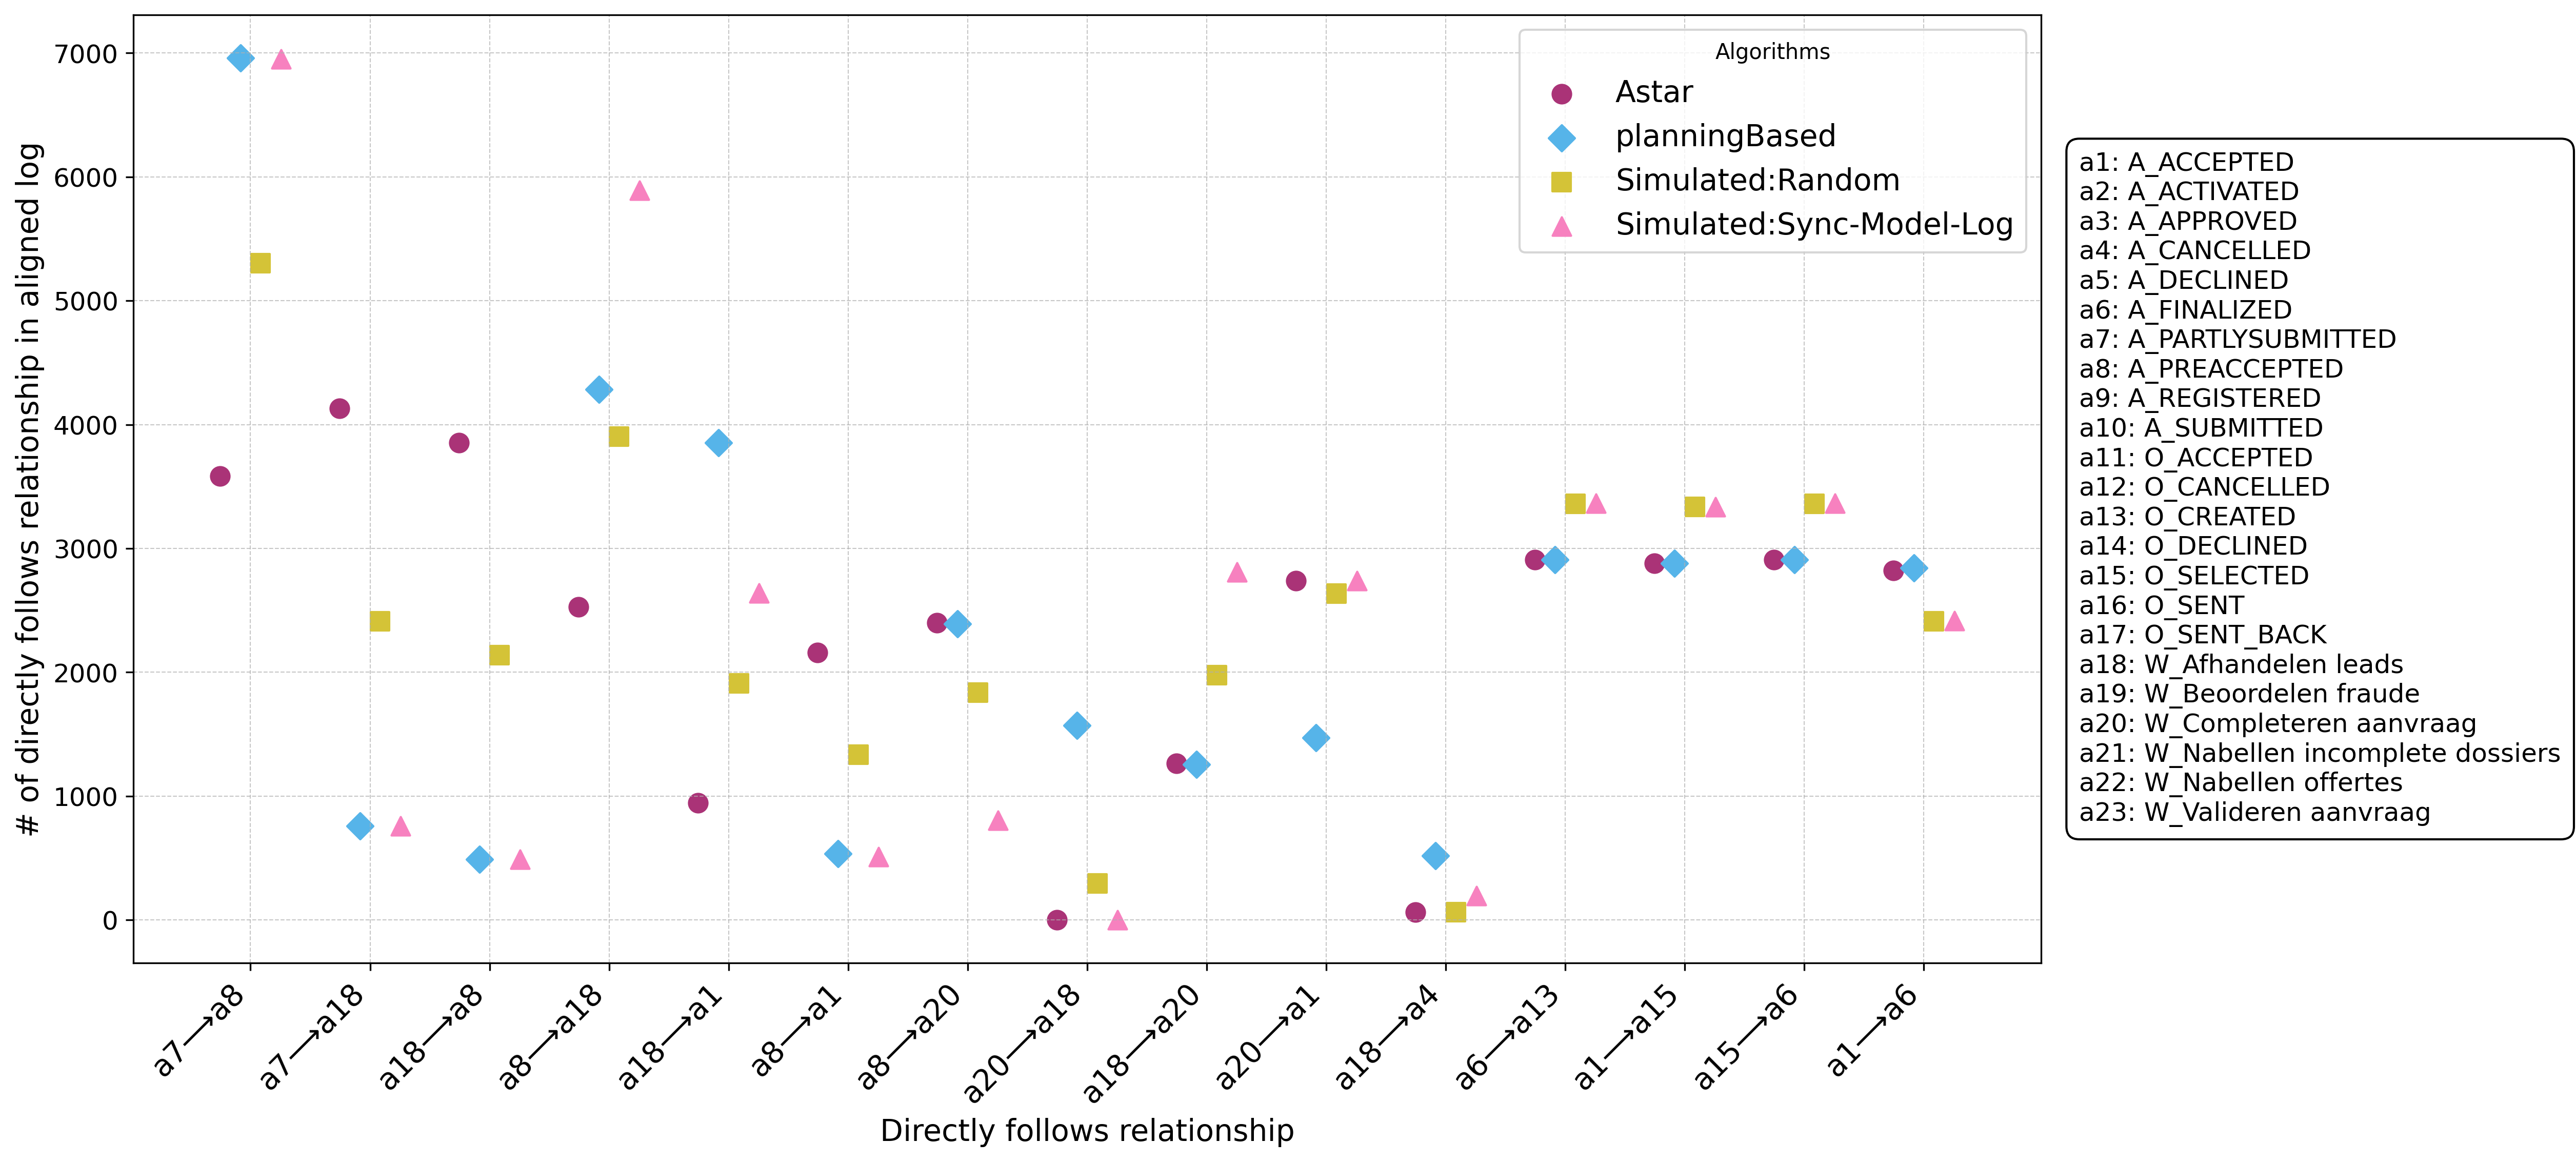 # of directly follows relationship in aligned log
7000
6000
5000
4000
3000
2000
1000
0
Algorithms
Astar
planningBased
Simulated:Random
Simulated:Sync-Model-Log
a1: A_ACCEPTED
a2: A_ACTIVATED
a3: A_APPROVED
a4: A_CANCELLED
a5: A_DECLINED
a6: A_FINALIZED
a7: A_PARTLYSUBMITTED
a8: A_PREACCEPTED
a9: A_REGISTERED
a10: A_SUBMITTED
a11: O_ACCEPTED
a12: O_CANCELLED
a13: O_CREATED
a14: O_DECLINED
a15: O_SELECTED
a16: O_SENT
a17: O_SENT_BACK
a18: W_Afhandelen leads
a19: W_Beoordelen fraude
a20: W_Completeren aanvraag
a21: W_Nabellen incomplete dossiers
a22: W_Nabellen offertes
a23: W_Valideren aanvraag
a7⟶a8
a7⟶a18
a18⟶a8
a8⟶a18
a18⟶a1
a8⟶a1
a8⟶a20
a20⟶a18
a18⟶a20
a20⟶a1
a18⟶a4
a6⟶a13
a1⟶a15
a15⟶a6
a1⟶a6
Directly follows relationship